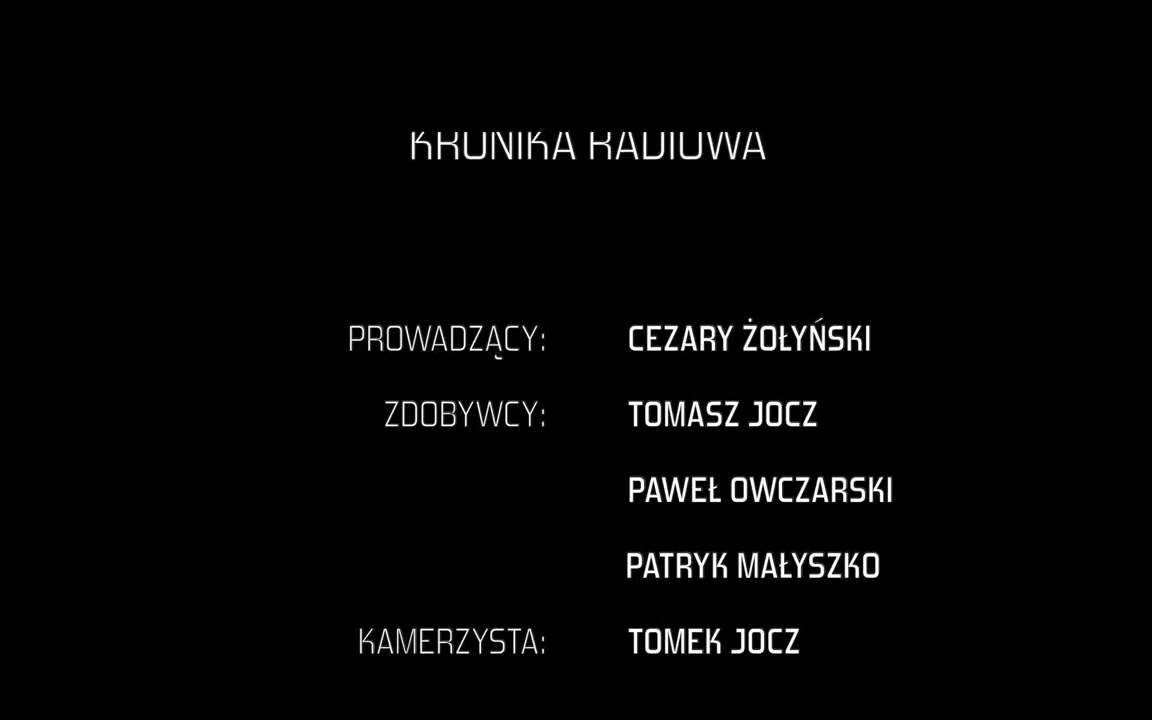 KRONIKA RADIOWA
PROWADZĄCY: CEZARY ŻOŁYŃSKI
ZDOBYWCY: TOMASZ JOCZ
PAWEŁ OWCZARSKI
PATRYK MAŁYSZKO
KAMERZYSTA: TOMEK JOCZ